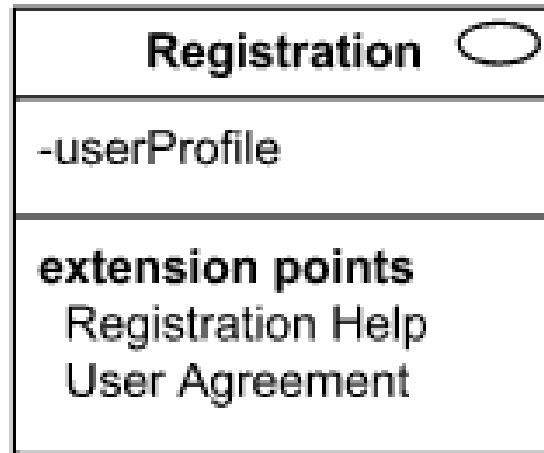 Registration
-userProfile
extension points
Registration Help
User Agreement